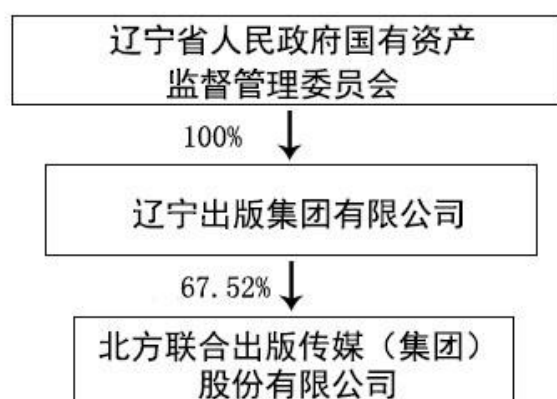 辽宁省人民政府国有资产
监督管理委员会
100%
辽宁出版集团有限公司
67.52%
北方联合出版传媒（集团）
股份有限公司